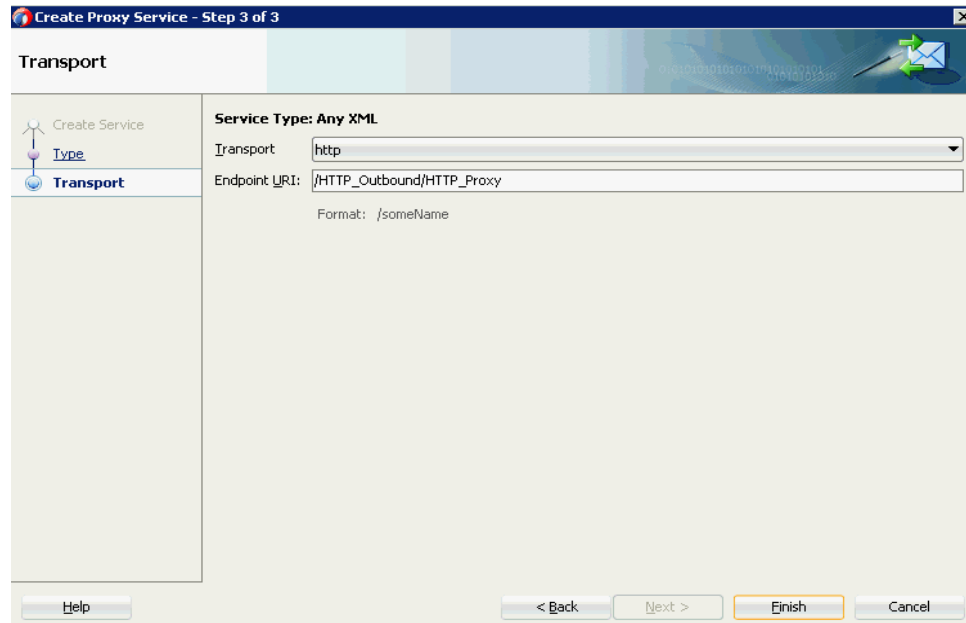 Create Proxy Service - Step 3 of 3
Transport
Create Service
Type
Transport
Service Type: Any XML
Transport http
Endpoint URI: /HTTP_Outbound/HTTP_Proxy
Format: /someName
Help < Back Next > Finish Cancel